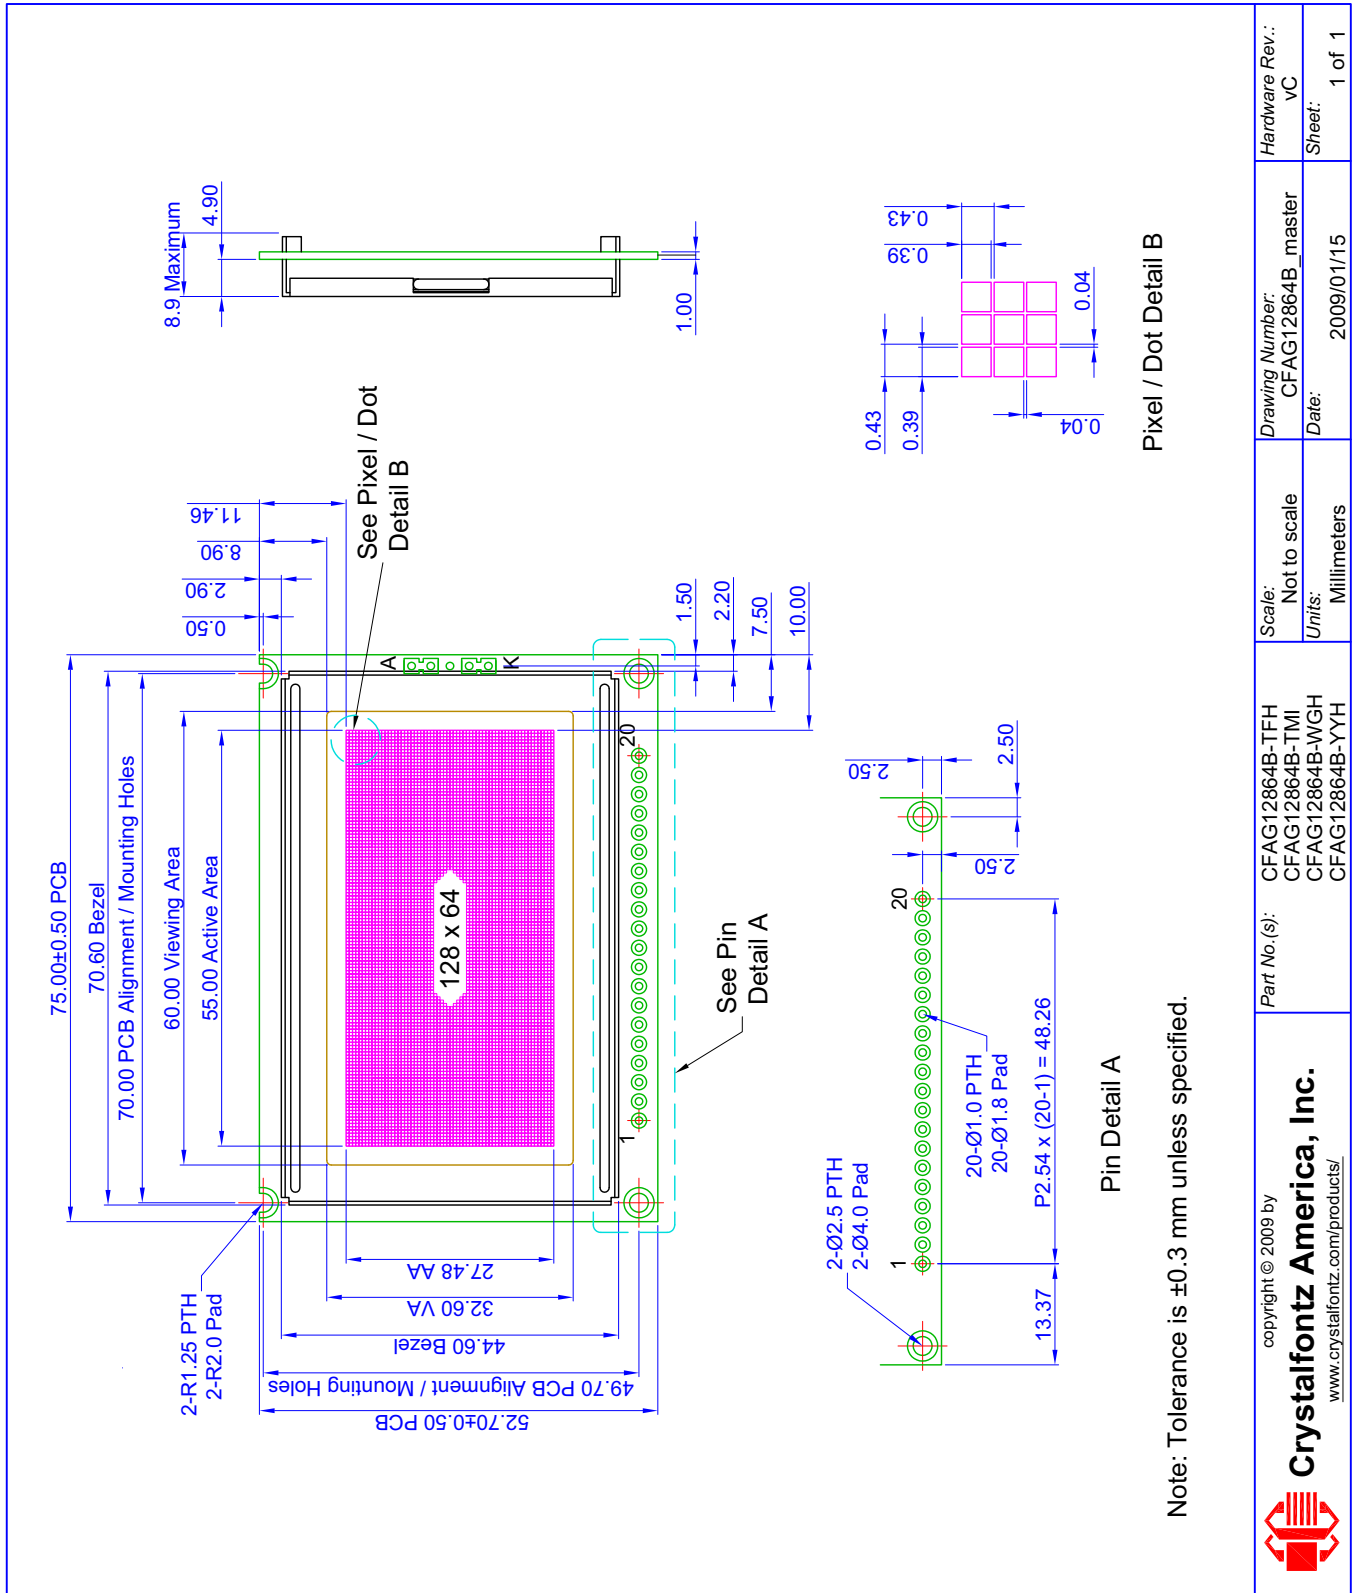 75.00±0.50 PCB
70.60 Bezel
70.00 PCB Alignment / Mounting Holes
60.00 Viewing Area
55.00 Active Area
0.50
2.90
8.90
11.46
See Pixel / Dot
Detail B
2-R1.25 PTH
2-R2.0 Pad
52.70±0.50 PCB
49.70 PCB Alignment / Mounting Holes
44.60 Bezel
32.60 VA
27.48 AA
128 x 64
A
K
1
20
1.50
2.20
7.50
10.00
See Pin
Detail A
8.9 Maximum
4.90
1.00
2-Ø2.5 PTH
2-Ø4.0 Pad
1
20
2.50
2.50
2.50
20-Ø1.0 PTH
20-Ø1.8 Pad
13.37
P2.54 x (20-1) = 48.26
Pin Detail A
0.43
0.39
0.43
0.39
0.04
0.04
Pixel / Dot Detail B
Note: Tolerance is ±0.3 mm unless specified.
copyright © 2009 by
Crystalfontz America, Inc.
www.crystalfontz.com/products/
Part No.(s):
CFAG12864B-TFH
CFAG12864B-TMI
CFAG12864B-WGH
CFAG12864B-YYH
Scale:
Not to scale
Units:
Millimeters
Drawing Number:
CFAG12864B_master
Date:
2009/01/15
Hardware Rev.:
vC
Sheet:
1 of 1